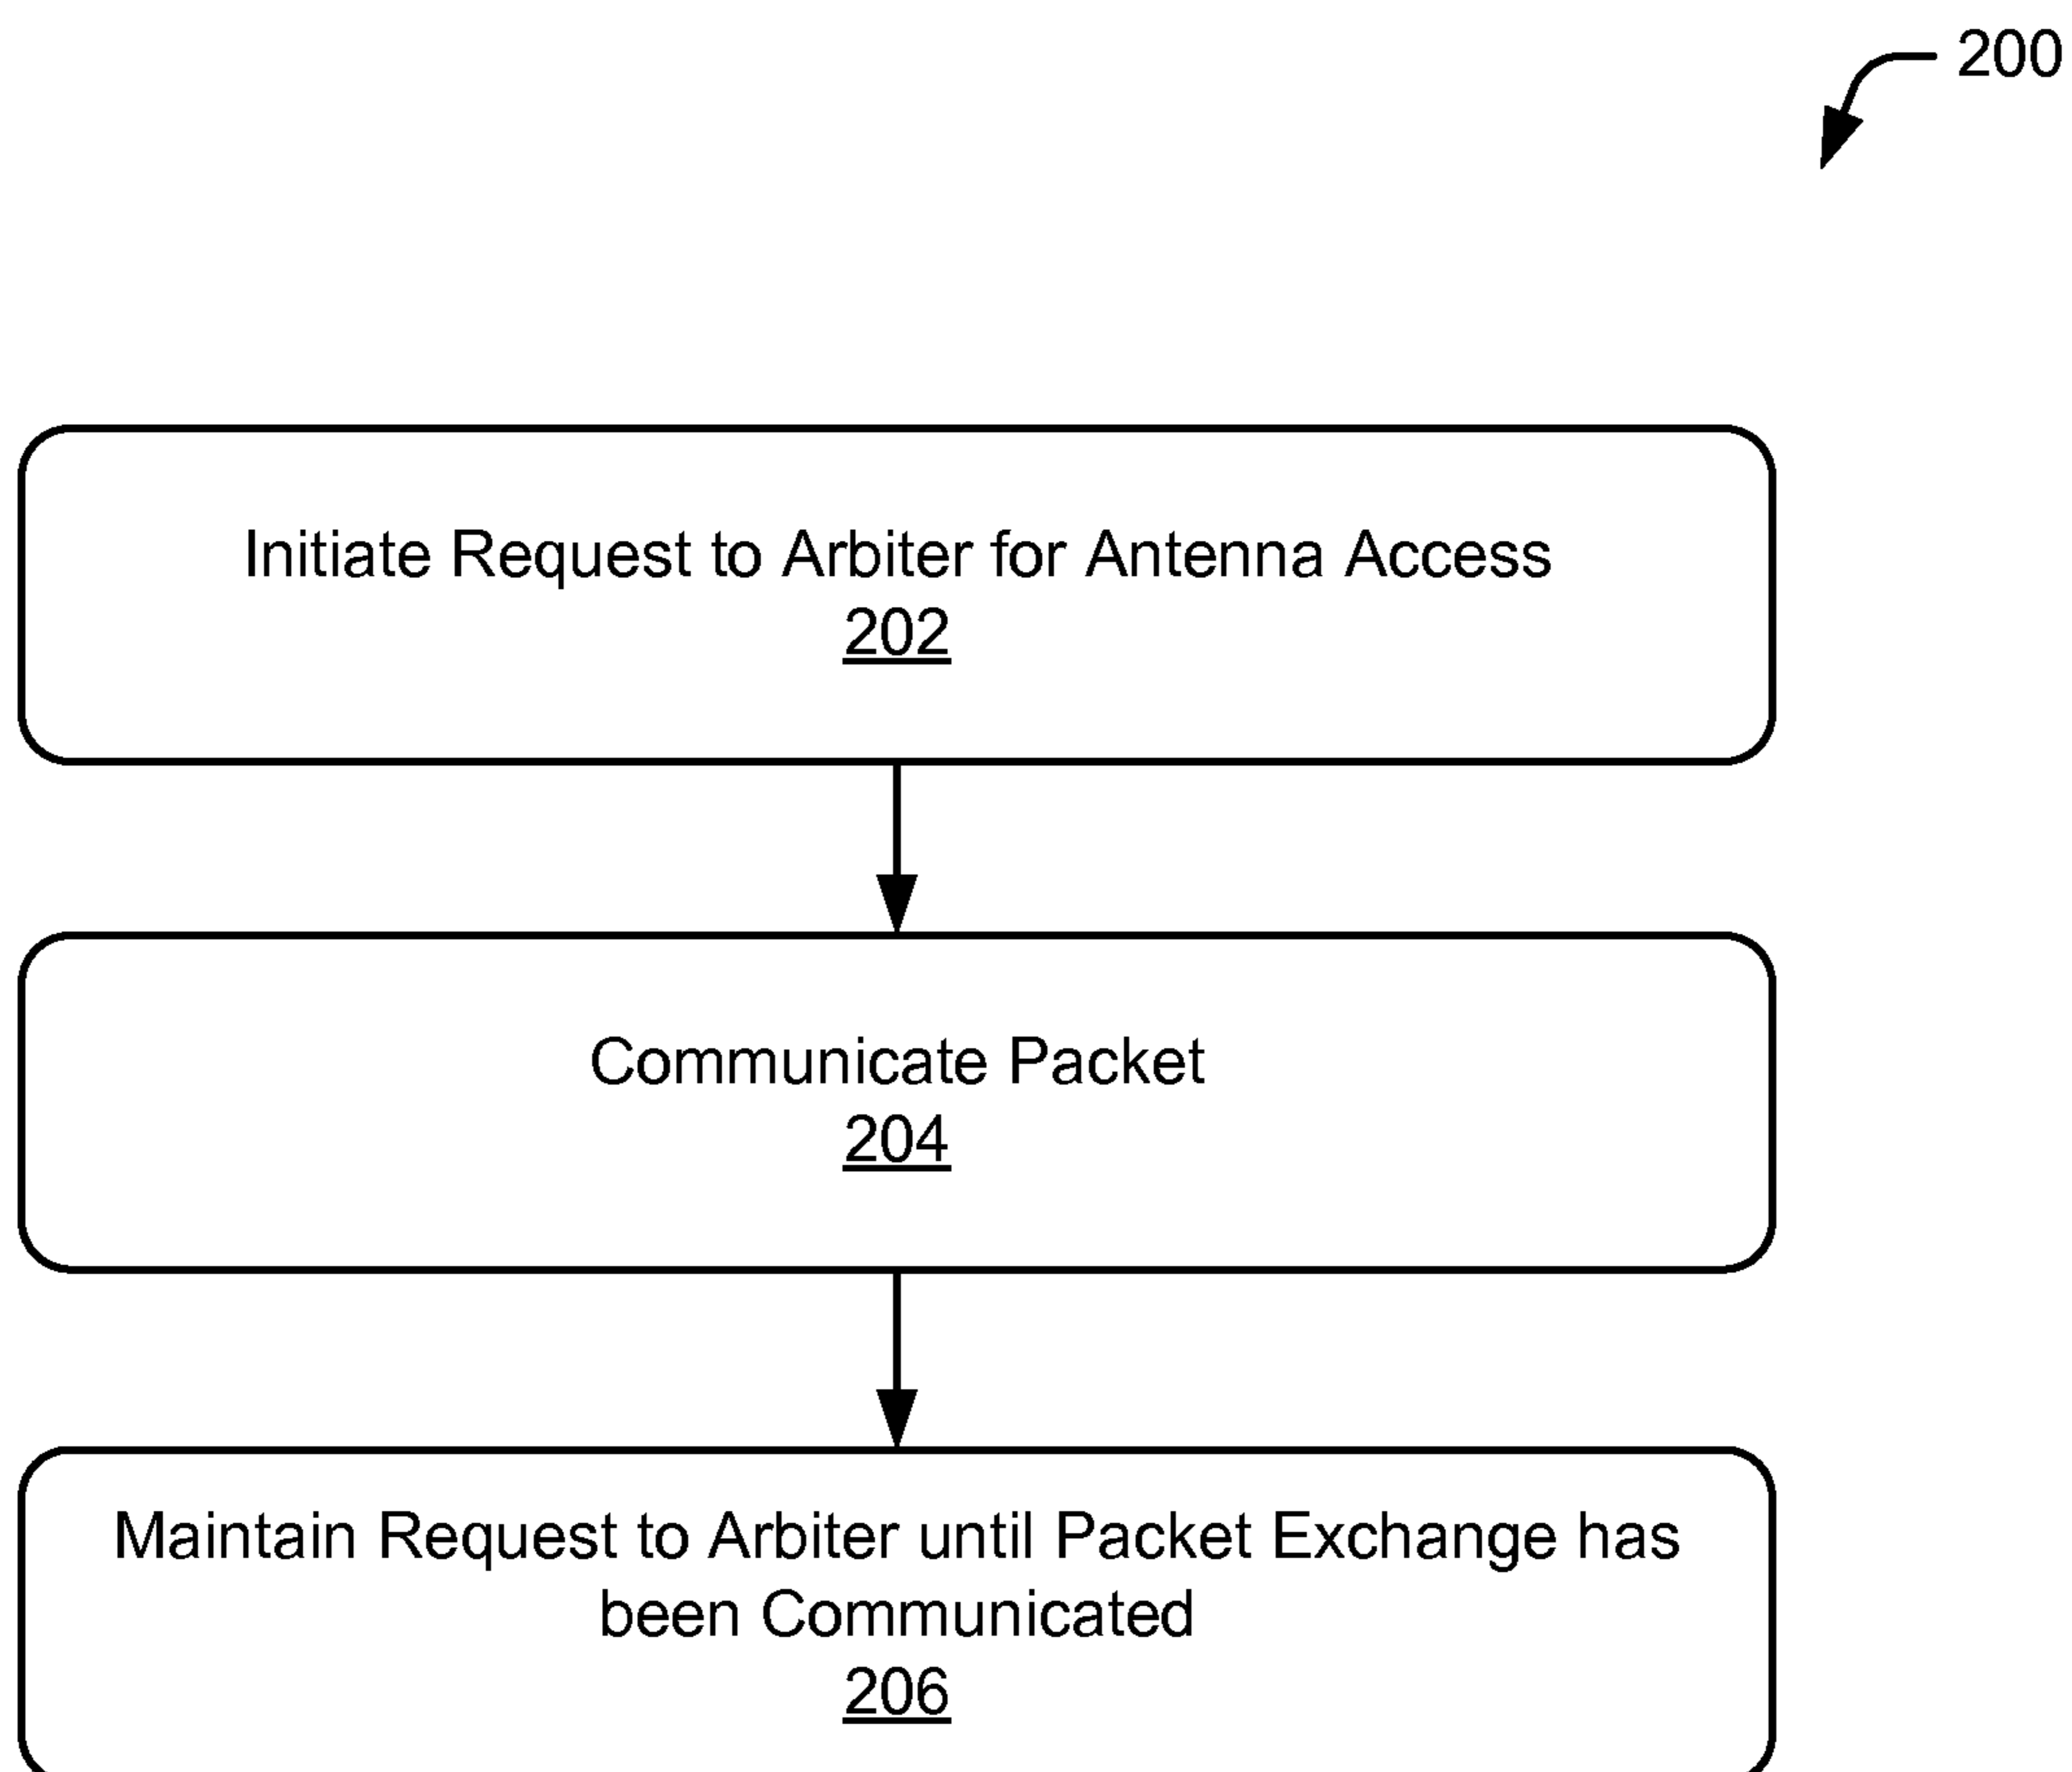 200
Initiate Request to Arbiter for Antenna Access
202
Communicate Packet
204
Maintain Request to Arbiter until Packet Exchange has
been Communicated
206